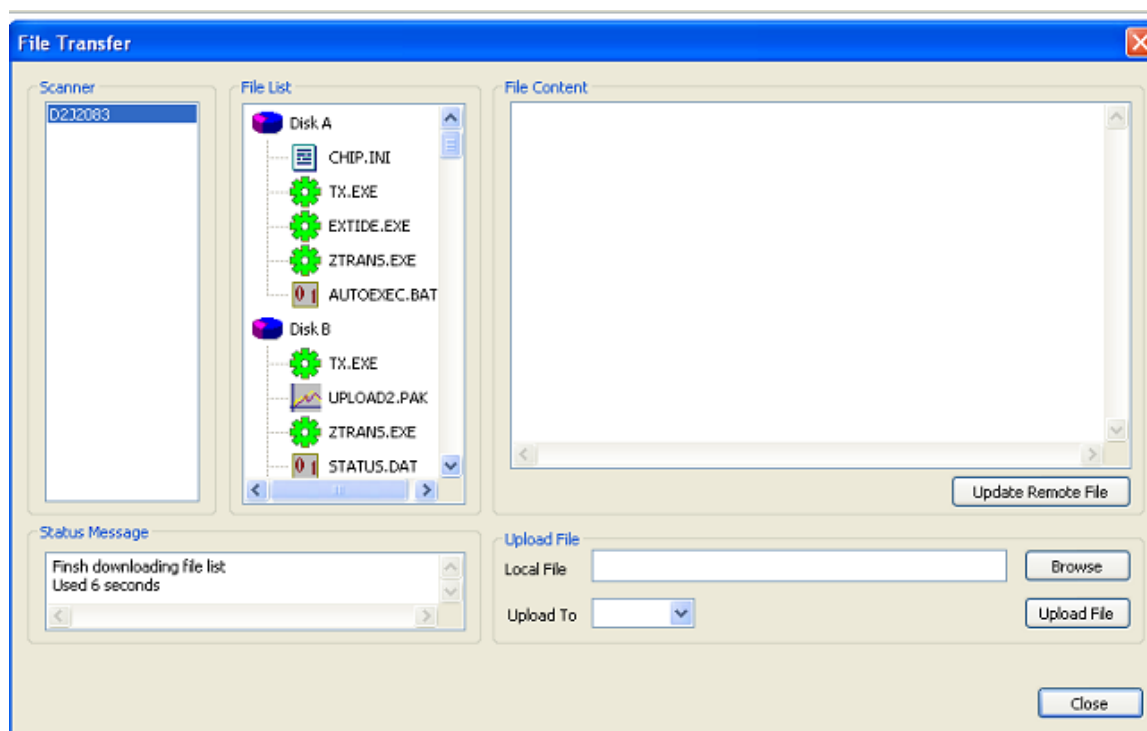 File Transfer
Scanner
D2J2083
File List
Disk A
CHIP.INI
TX.EXE
EXTIDE.EXE
ZTRANS.EXE
AUTOEXEC.BAT
Disk B
TX.EXE
UPLOAD2.PAK
ZTRANS.EXE
STATUS.DAT
File Content
Update Remote File
Status Message
Finsh downloading file list
Used 6 seconds
Upload File
Local File
Browse
Upload To
Upload File
Close